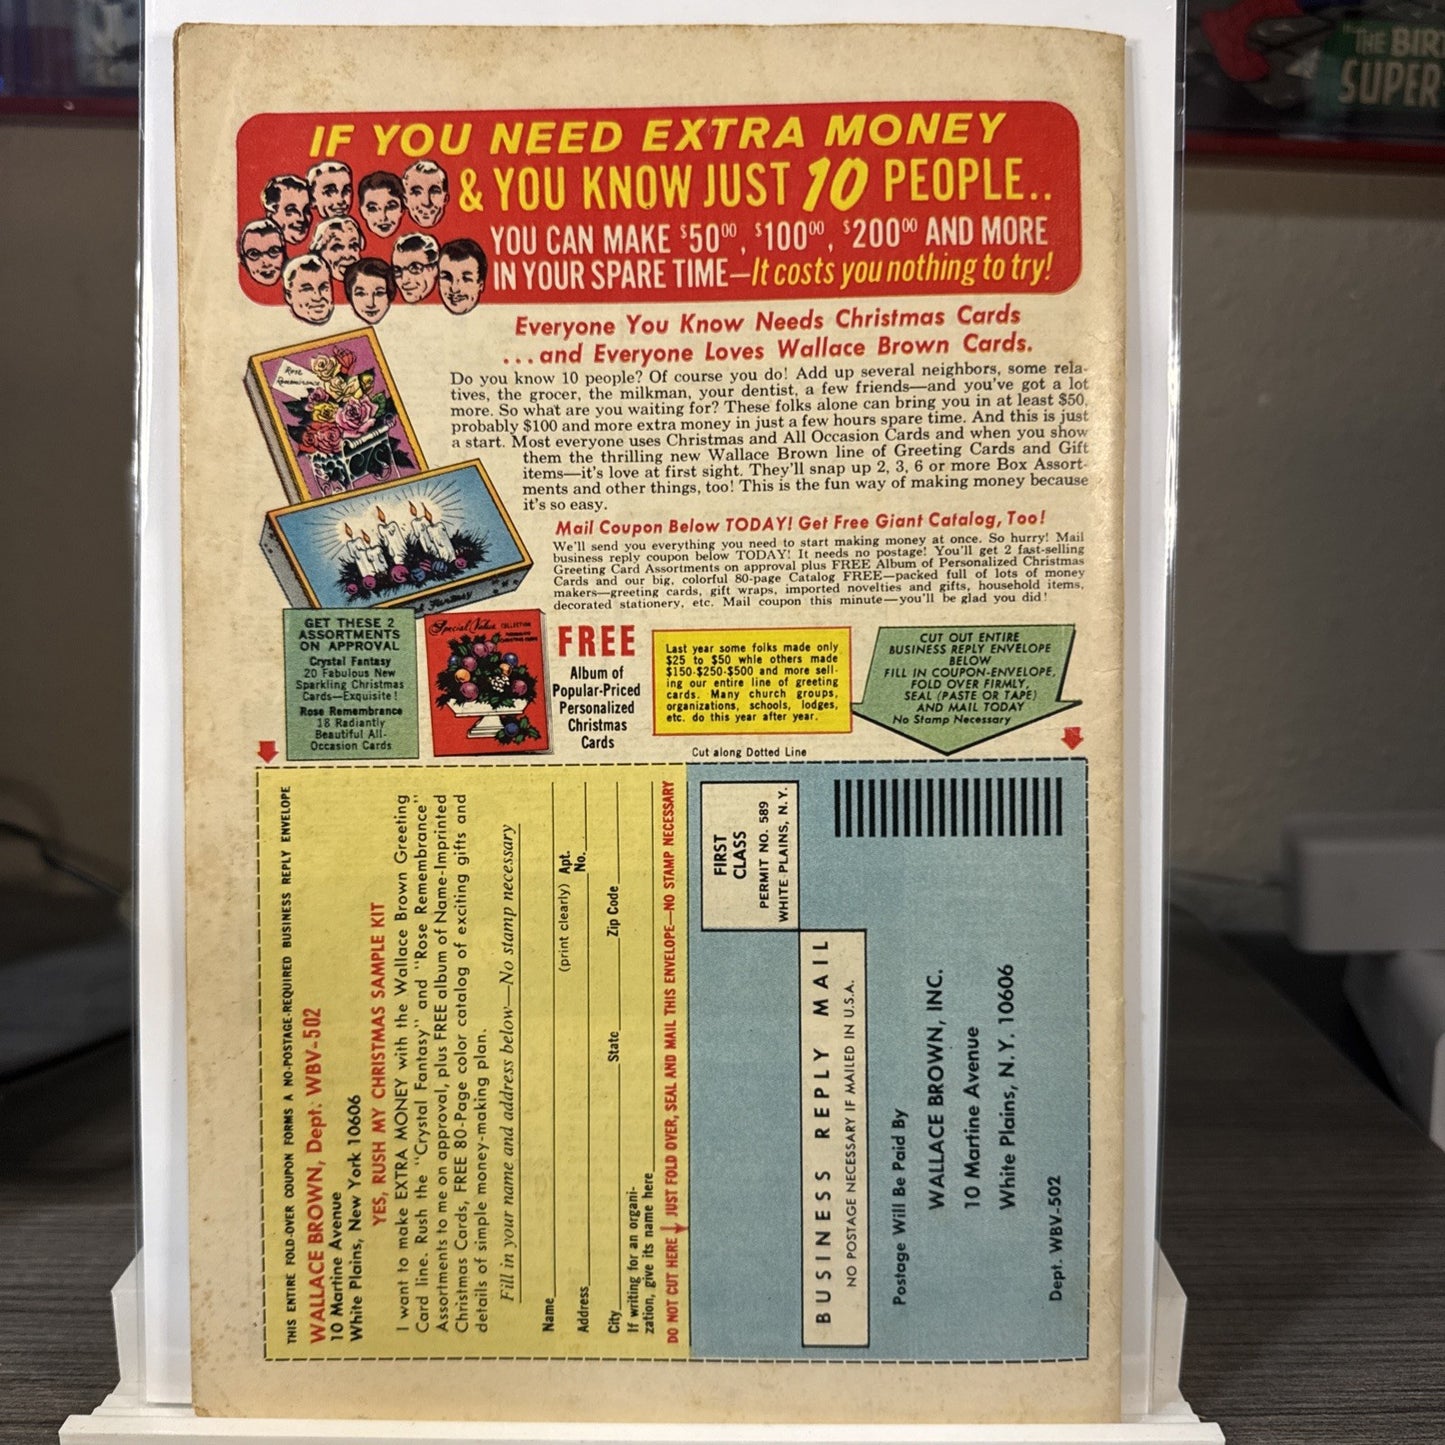 "THE BIR
SUPER
IF YOU NEED EXTRA MONEY
& YOU KNOW JUST 10 PEOPLE..
YOU CAN MAKE $50⁰⁰, $100⁰⁰, $200⁰⁰ AND MORE
IN YOUR SPARE TIME—It costs you nothing to try!
Everyone You Know Needs Christmas Cards
...and Everyone Loves Wallace Brown Cards.
Do you know 10 people? Of course you do! Add up several neighbors, some rela-
tives, the grocer, the milkman, your dentist, a few friends—and you've got a lot
more. So what are you waiting for? These folks alone can bring you in at least $50,
probably $100 and more extra money in just a few hours spare time. And this is just
a start. Most everyone uses Christmas and All Occasion Cards and when you show
them the thrilling new Wallace Brown line of Greeting Cards and Gift
items—it's love at first sight. They'll snap up 2, 3, 6 or more Box Assort-
ments and other things, too! This is the fun way of making money because
it's so easy.
Rose
Remembrance
Mail Coupon Below TODAY! Get Free Giant Catalog, Too!
We'll send you everything you need to start making money at once. So hurry! Mail
business reply coupon below TODAY! It needs no postage! You'll get 2 fast-selling
Greeting Card Assortments on approval plus FREE Album of Personalized Christmas
Cards and our big, colorful 80-page Catalog FREE—packed full of lots of money
makers—greeting cards, gift wraps, imported novelties and gifts, household items,
decorated stationery, etc. Mail coupon this minute—you'll be glad you did!
Fantasy
GET THESE 2
ASSORTMENTS
ON APPROVAL
Crystal Fantasy
20 Fabulous New
Sparkling Christmas
Cards—Exquisite!
Rose Remembrance
18 Radiantly
Beautiful All-
Occasion Cards
Special Value COLLECTION
FREE
Album of
Popular-Priced
Personalized
Christmas
Cards
Last year some folks made only
$25 to $50 whle others made
$150-$250-$500 and more sell-
ing our entire line of greeting
cards. Many church groups,
organizations, schools, lodges,
etc. do this year after year.
CUT OUT ENTIRE
BUSINESS REPLY ENVELOPE
BELOW
FILL IN COUPON-ENVELOPE,
FOLD OVER FIRMLY,
SEAL (PASTE OR TAPE)
AND MAIL TODAY
No Stamp Necessary
Cut along Dotted Line
THIS ENTIRE FOLD-OVER COUPON FORMS A NO-POSTAGE-REQUIRED BUSINESS REPLY ENVELOPE
WALLACE BROWN, Dept. WBV-502
10 Martine Avenue
White Plains, New York 10606
YES, RUSH MY CHRISTMAS SAMPLE KIT
I want to make EXTRA MONEY with the Wallace Brown Greeting
Card line. Rush the "Crystal Fantasy" and "Rose Remembrance"
Assortments to me on approval, plus FREE album of Name-Imprinted
Christmas Cards, FREE 80-Page color catalog of exciting gifts and
details of simple money-making plan.
Fill in your name and address below—No stamp necessary
Name
(print clearly) Apt.
Address No.
City State Zip Code
If writing for an organi-
zation, give its name here
DO NOT CUT HERE JUST FOLD OVER, SEAL AND MAIL THIS ENVELOPE—NO STAMP NECESSARY
FIRST
CLASS
PERMIT NO. 589
WHITE PLAINS, N.Y.
BUSINESS REPLY MAIL
NO POSTAGE NECESSARY IF MAILED IN U.S.A.
Postage Will Be Paid By
WALLACE BROWN, INC.
10 Martine Avenue
White Plains, N. Y. 10606
Dept. WBV-502